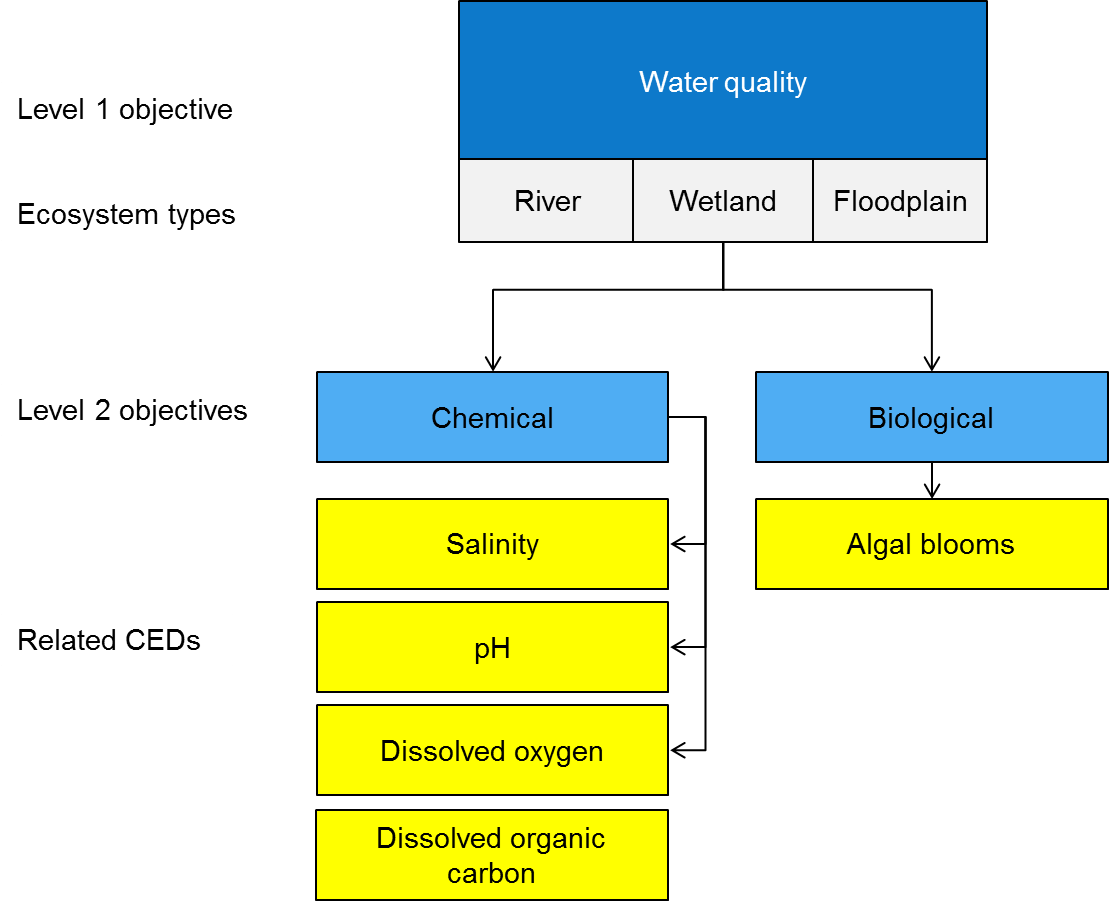 Water quality
Level 1 objective
River
Wetland
Floodplain
Ecosystem types
Level 2 objectives
Chemical
Biological
Salinity
Algal blooms
Related CEDs
pH
Dissolved oxygen
Dissolved organic
carbon